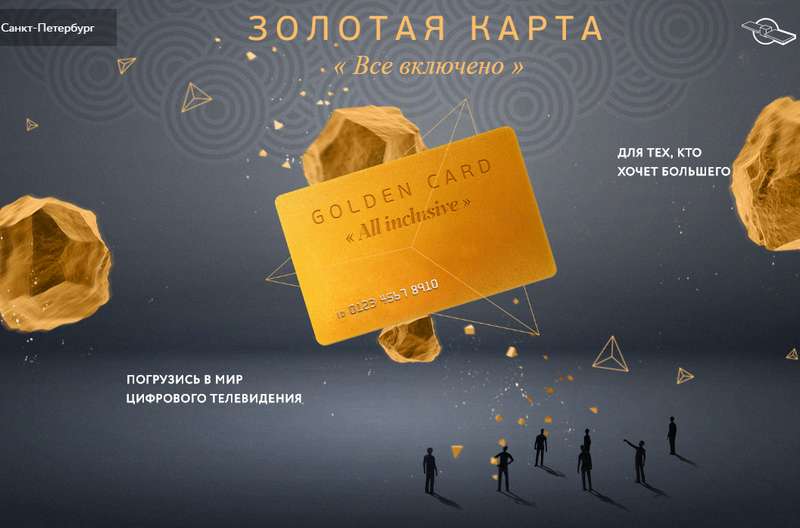 Санкт-Петербург
ЗОЛОТАЯ КАРТА
« Все включено »
ДЛЯ ТЕХ, КТО
ХОЧЕТ БОЛЬШЕГО
GOLDEN CARD
« All inclusive »
ID 0123 4567 8910
ПОГРУЗИСЬ В МИР
ЦИФРОВОГО ТЕЛЕВИДЕНИЯ